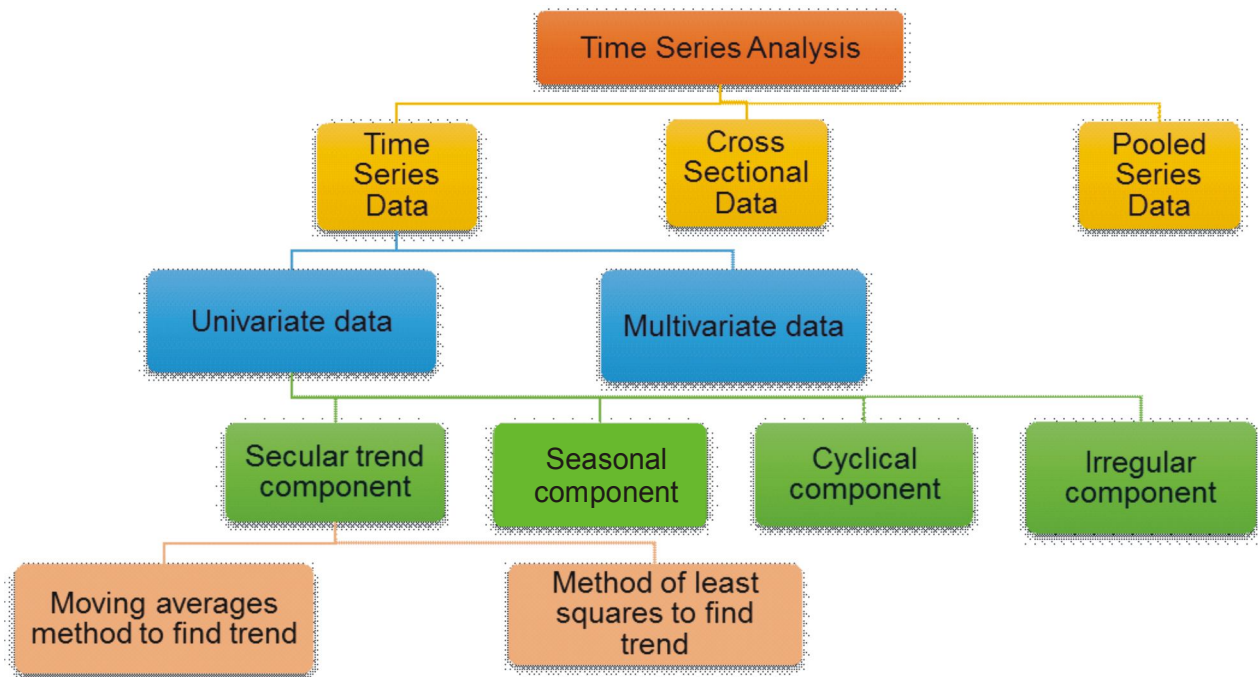 Time Series Analysis
Time
Series
Data
Cross
Sectional
Data
Pooled
Series
Data
Univariate data
Multivariate data
Secular trend
component
Seasonal
component
Cyclical
component
Irregular
component
Moving averages
method to find trend
Method of least
squares to find
trend